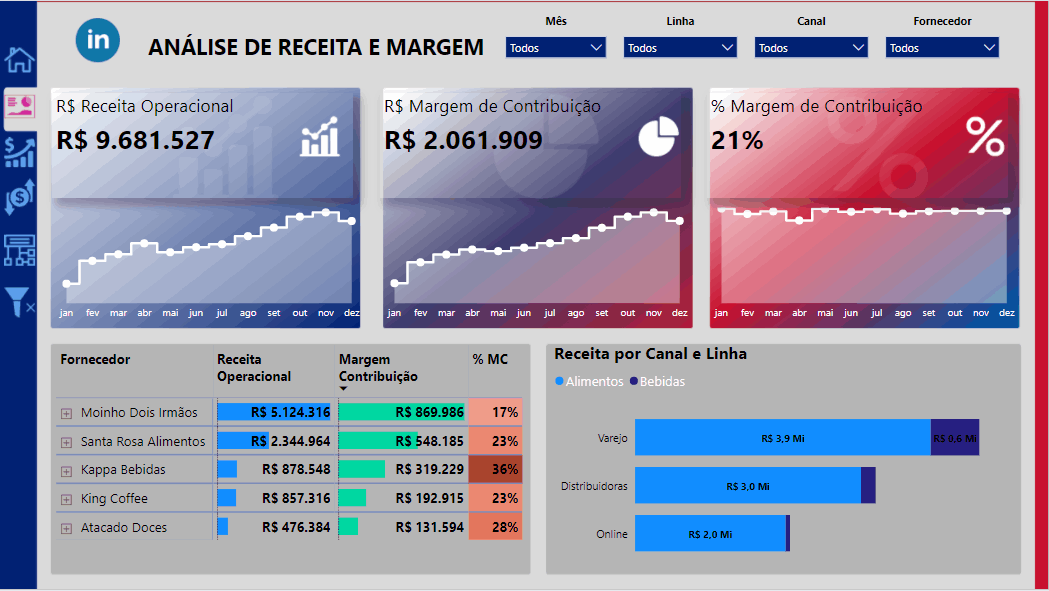 in
ANÁLISE DE RECEITA E MARGEM
Mês
Linha
Canal
Fornecedor
Todos
Todos
Todos
Todos
R$ Receita Operacional
R$ 9.681.527
R$ Margem de Contribuição
R$ 2.061.909
% Margem de Contribuição
21%
%
jan fev mar abr mai jun jul ago set out nov dez
jan fev mar abr mai jun jul ago set out nov dez
jan fev mar abr mai jun jul ago set out nov dez
Fornecedor
Receita
Operacional
Margem
Contribuição
% MC
Moinho Dois Irmãos R$ 5.124.316 R$ 869.986 17%
Santa Rosa Alimentos R$ 2.344.964 R$ 548.185 23%
Kappa Bebidas R$ 878.548 R$ 319.229 36%
King Coffee R$ 857.316 R$ 192.915 23%
Atacado Doces R$ 476.384 R$ 131.594 28%
Receita por Canal e Linha
Alimentos Bebidas
Varejo R$ 3,9 Mi R$ 0,6 Mi
Distribuidoras R$ 3,0 Mi
Online R$ 2,0 Mi